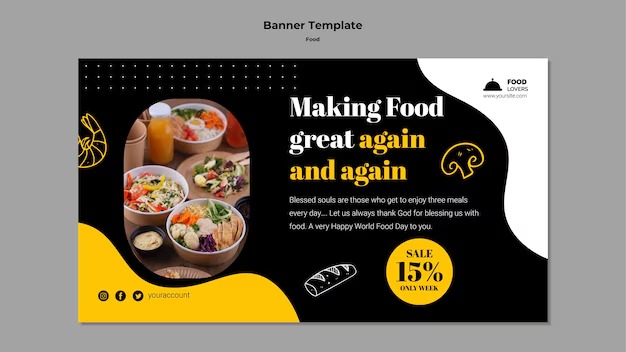 Banner Template
Food
FOOD
LOVERS
www.yoursite.com
Making Food
great again
and again
Blessed souls are those who get to enjoy three meals
every day.... Let us always thank God for blessing us with
food. A very Happy World Food Day to you.
SALE
15%
ONLY WEEK
youraccount